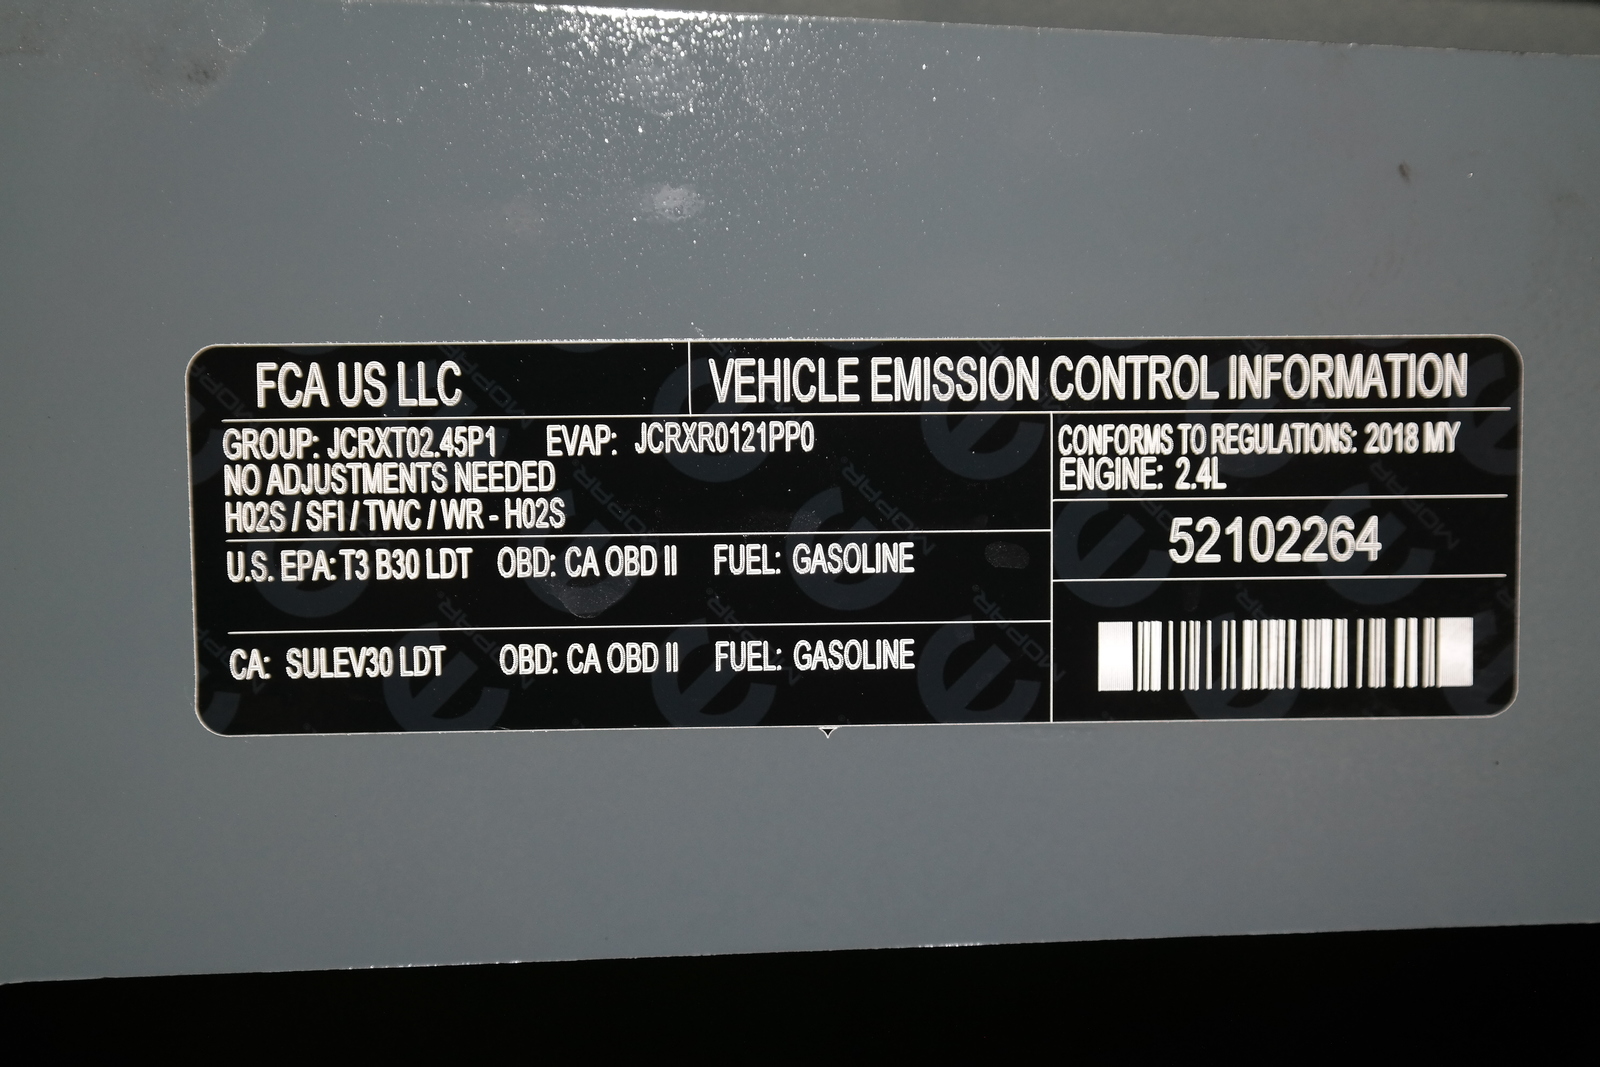 FCA US LLC
VEHICLE EMISSION CONTROL INFORMATION
GROUP: JCRXT02.45P1 EVAP: JCRXR0121PP0
NO ADJUSTMENTS NEEDED
H02S / SFI / TWC / WR - H02S
CONFORMS TO REGULATIONS: 2018 MY
ENGINE: 2.4L
52102264
U.S. EPA: T3 B30 LDT OBD: CA OBD II FUEL: GASOLINE
CA: SULEV30 LDT OBD: CA OBD II FUEL: GASOLINE
MOPAR